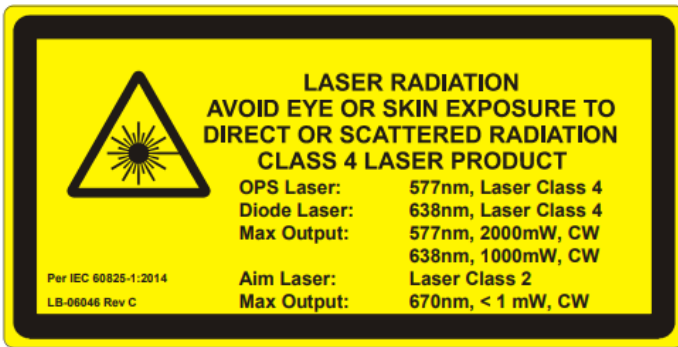 LASER RADIATION
AVOID EYE OR SKIN EXPOSURE TO
DIRECT OR SCATTERED RADIATION
CLASS 4 LASER PRODUCT
OPS Laser: 577nm, Laser Class 4
Diode Laser: 638nm, Laser Class 4
Max Output: 577nm, 2000mW, CW
638nm, 1000mW, CW
Per IEC 60825-1:2014
Aim Laser: Laser Class 2
LB-06046 Rev C
Max Output: 670nm, < 1 mW, CW